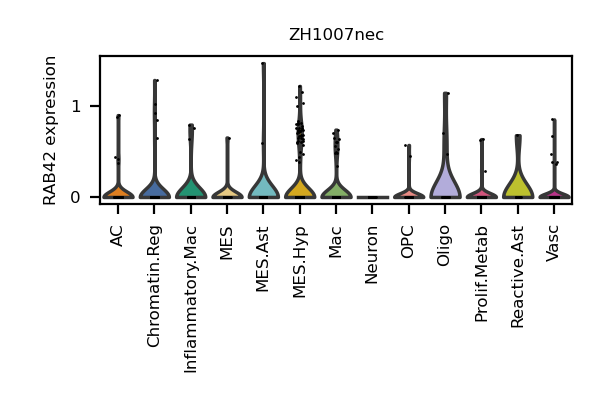 ZH1007nec
RAB42 expression
1
0
AC
Chromatin.Reg
Inflammatory.Mac
MES
MES.Ast
MES.Hyp
Mac
Neuron
OPC
Oligo
Prolif.Metab
Reactive.Ast
Vasc